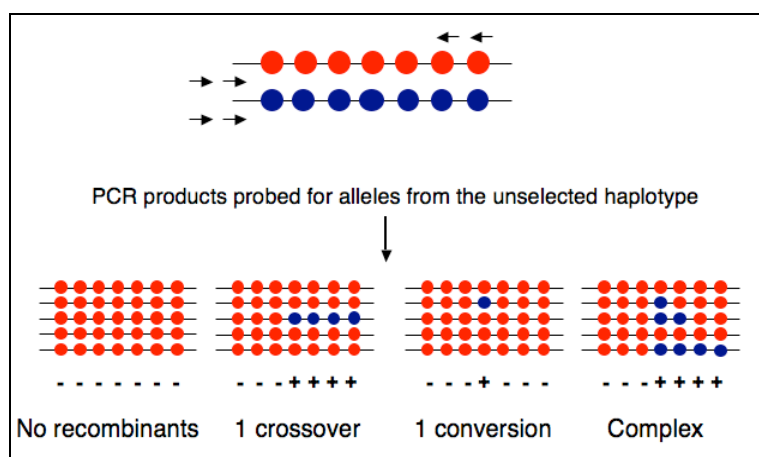 PCR products probed for alleles from the unselected haplotype
- - - - - - - - - - + + + + - - - + - - - - - - + + + +
No recombinants 1 crossover 1 conversion Complex